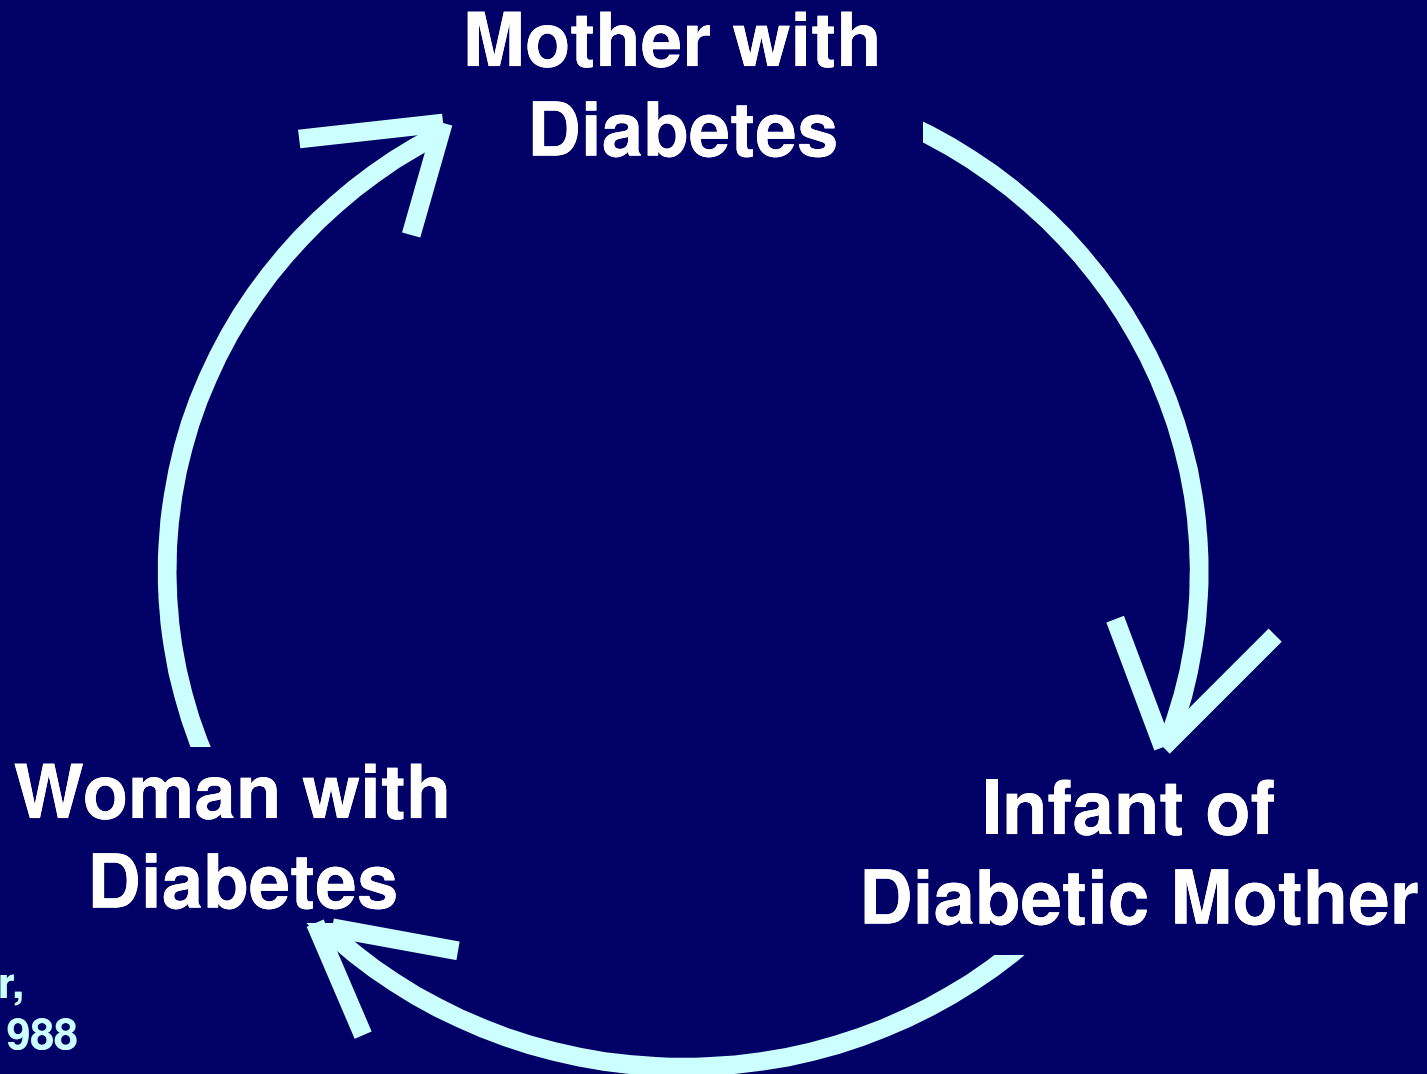 Mother with
Diabetes
Woman with
Diabetes
Infant of
Diabetic Mother
r,
988